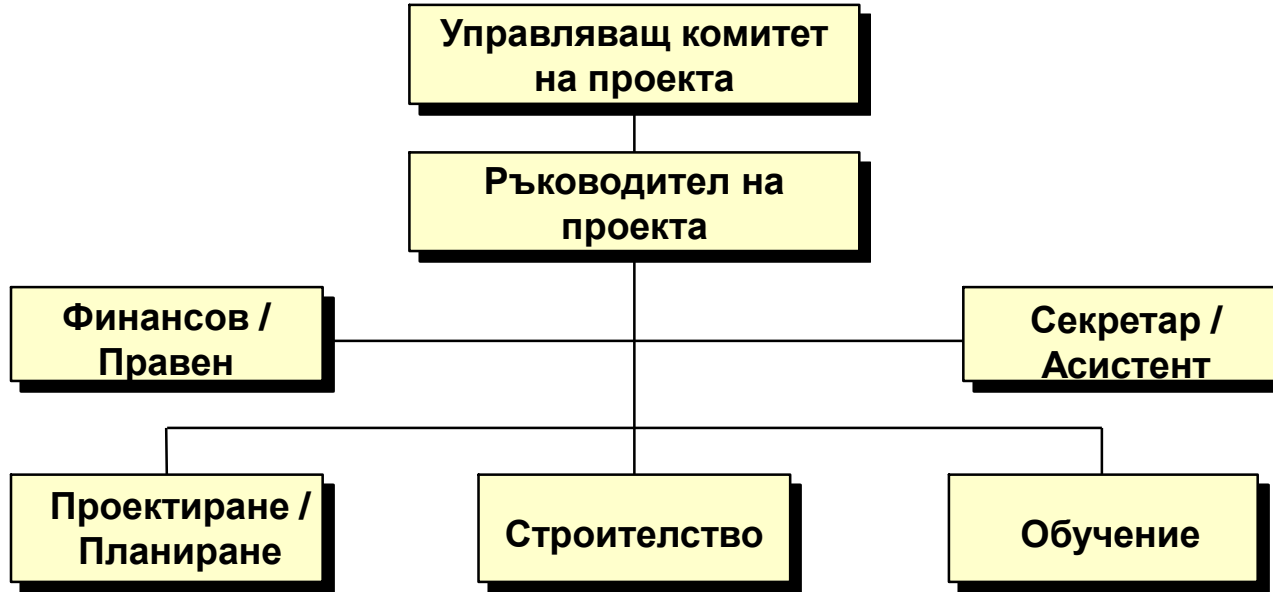 Управляващ комитет
на проекта
Ръководител на
проекта
Финансов /
Правен
Секретар /
Асистент
Проектиране /
Планиране
Строителство
Обучение